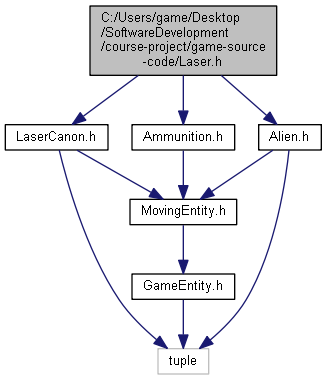 C:/Users/game/Desktop
/SoftwareDevelopment
/course-project/game-source
-code/Laser.h
LaserCanon.h
Ammunition.h
Alien.h
MovingEntity.h
GameEntity.h
tuple